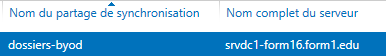 Nom du partage de synchronisation Nom complet du serveur
dossiers-byod srvdc1-form16.form1.edu